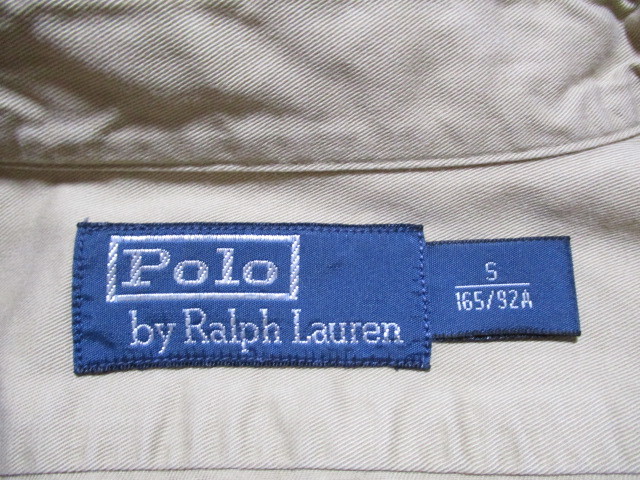 Polo
by Ralph Lauren
S
165/92A